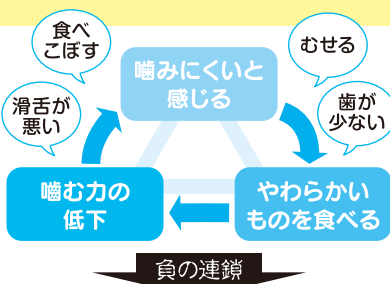 食べ
こぼす
むせる
噛みにくいと
感じる
滑舌が
悪い
歯が
少ない
噛む力の
低下
やわらかい
ものを食べる
負の連鎖